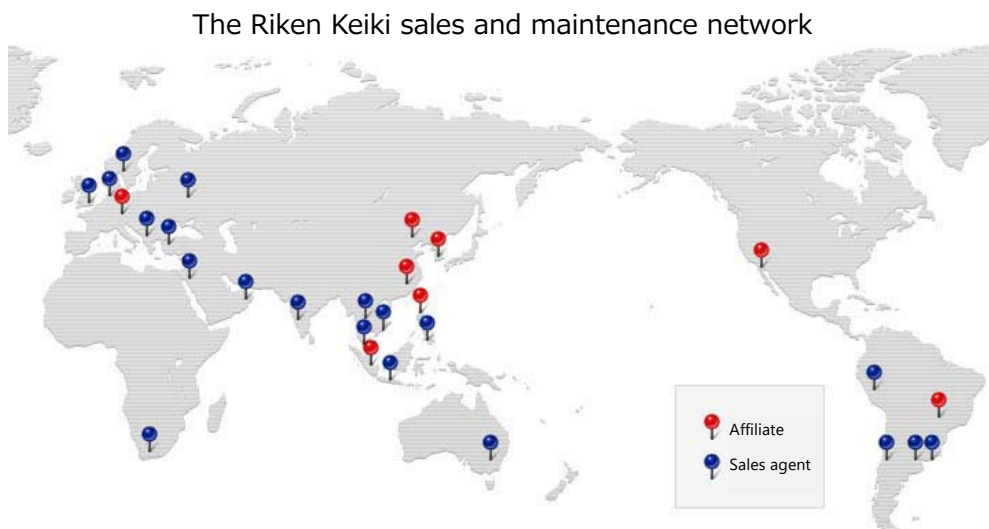 The Riken Keiki sales and maintenance network
Affiliate
Sales agent